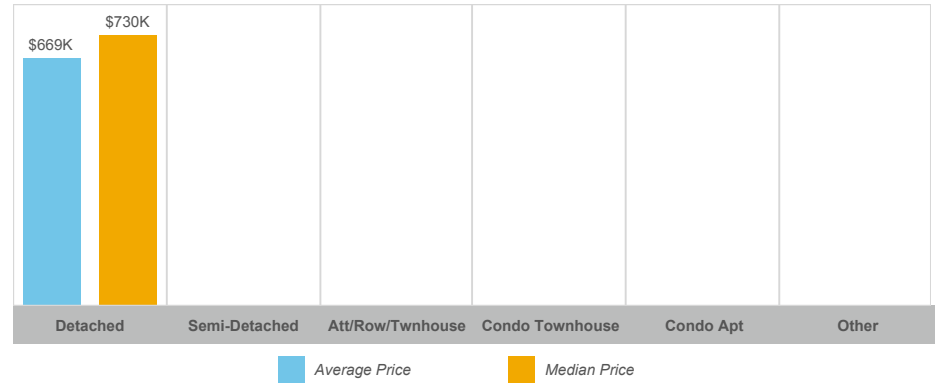 $730K
$669K
Detached Semi-Detached Att/Row/Twnhouse Condo Townhouse Condo Apt Other
Average Price Median Price